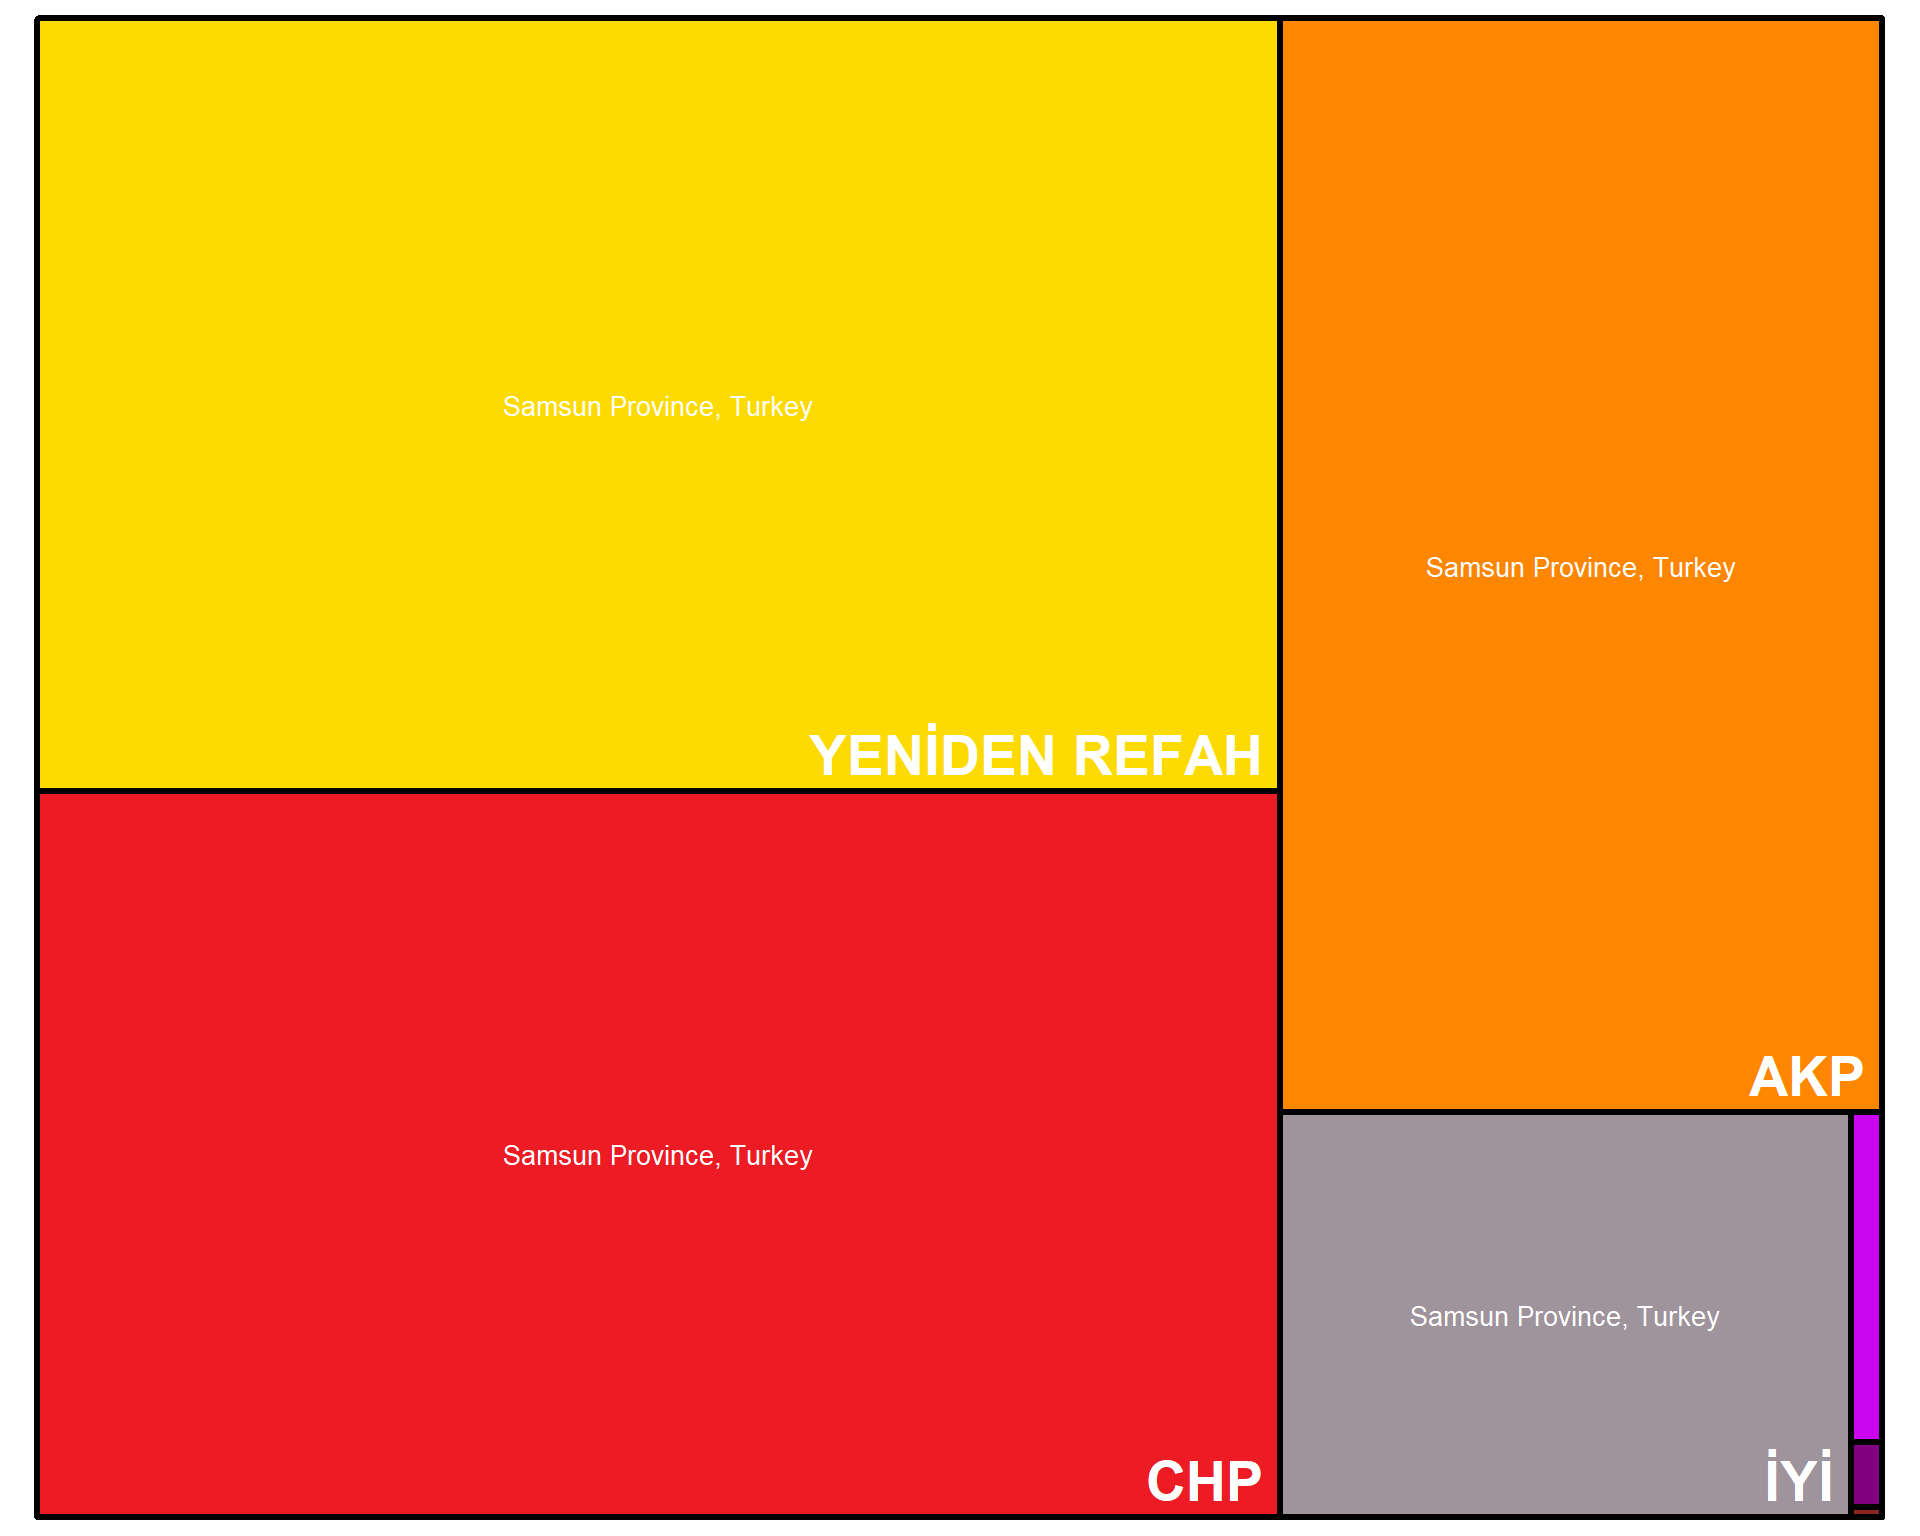 Samsun Province, Turkey
YENİDEN REFAH
Samsun Province, Turkey
CHP
Samsun Province, Turkey
AKP
Samsun Province, Turkey
İYİ